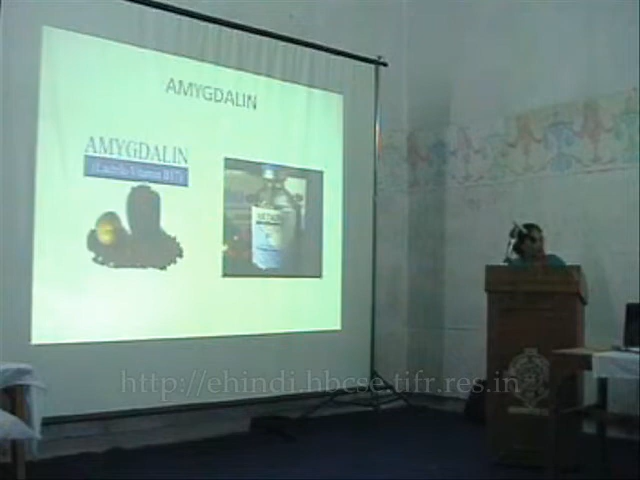 AMYGDALIN
AMYGDALIN
(Laetrile Vitamin B17)
http://ehindi.hbcse.tifr.res.in